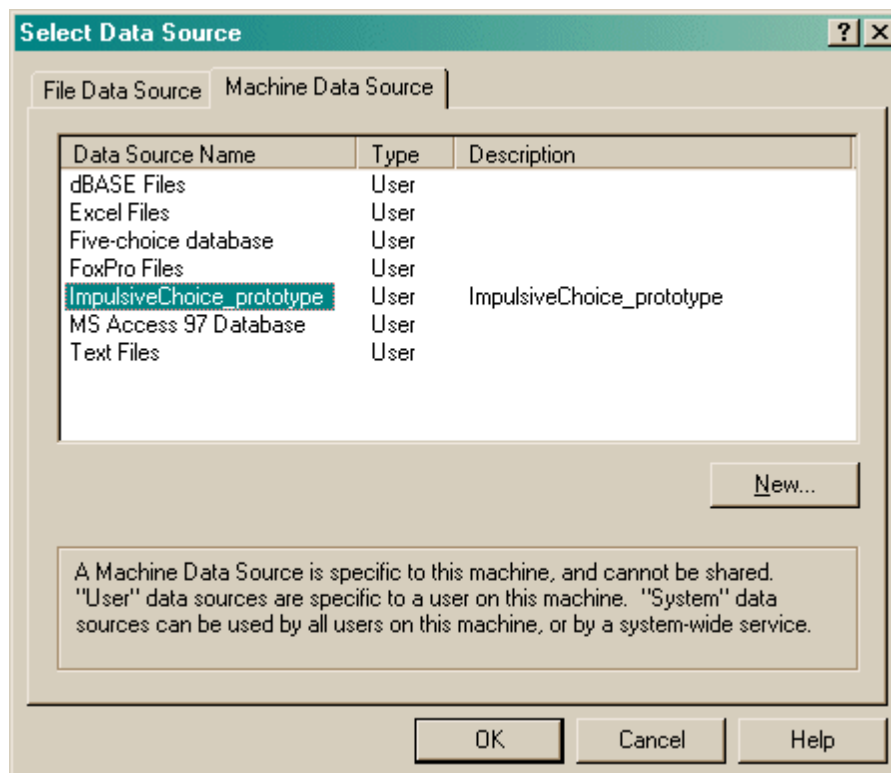 Select Data Source
File Data Source Machine Data Source
Data Source Name Type Description
dBASE Files User
Excel Files User
Five-choice database User
FoxPro Files User
ImpulsiveChoice_prototype User ImpulsiveChoice_prototype
MS Access 97 Database User
Text Files User
New...
A Machine Data Source is specific to this machine, and cannot be shared.
"User" data sources are specific to a user on this machine. "System" data
sources can be used by all users on this machine, or by a system-wide service.
OK Cancel Help